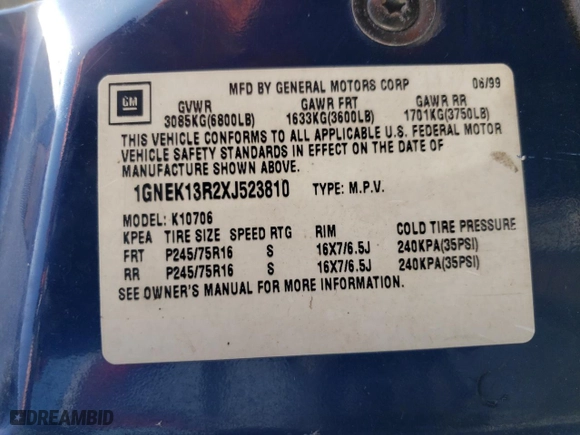 MFD BY GENERAL MOTORS CORP 06/99
GM
GVWR GAWR FRT GAWR RR
3085KG(6800LB) 1633KG(3600LB) 1701KG(3750LB)
THIS VEHICLE CONFORMS TO ALL APPLICABLE U.S. FEDERAL MOTOR
VEHICLE SAFETY STANDARDS IN EFFECT ON THE DATE OF
MANUFACTURE SHOWN ABOVE.
1GNEK13R2XJ523810 TYPE: M.P.V.
MODEL: K10706
KPEA TIRE SIZE SPEED RTG RIM COLD TIRE PRESSURE
FRT P245/75R16 S 16X7/6.5J 240KPA(35PSI)
RR P245/75R16 S 16X7/6.5J 240KPA(35PSI)
SEE OWNER'S MANUAL FOR MORE INFORMATION.
DREAMBID